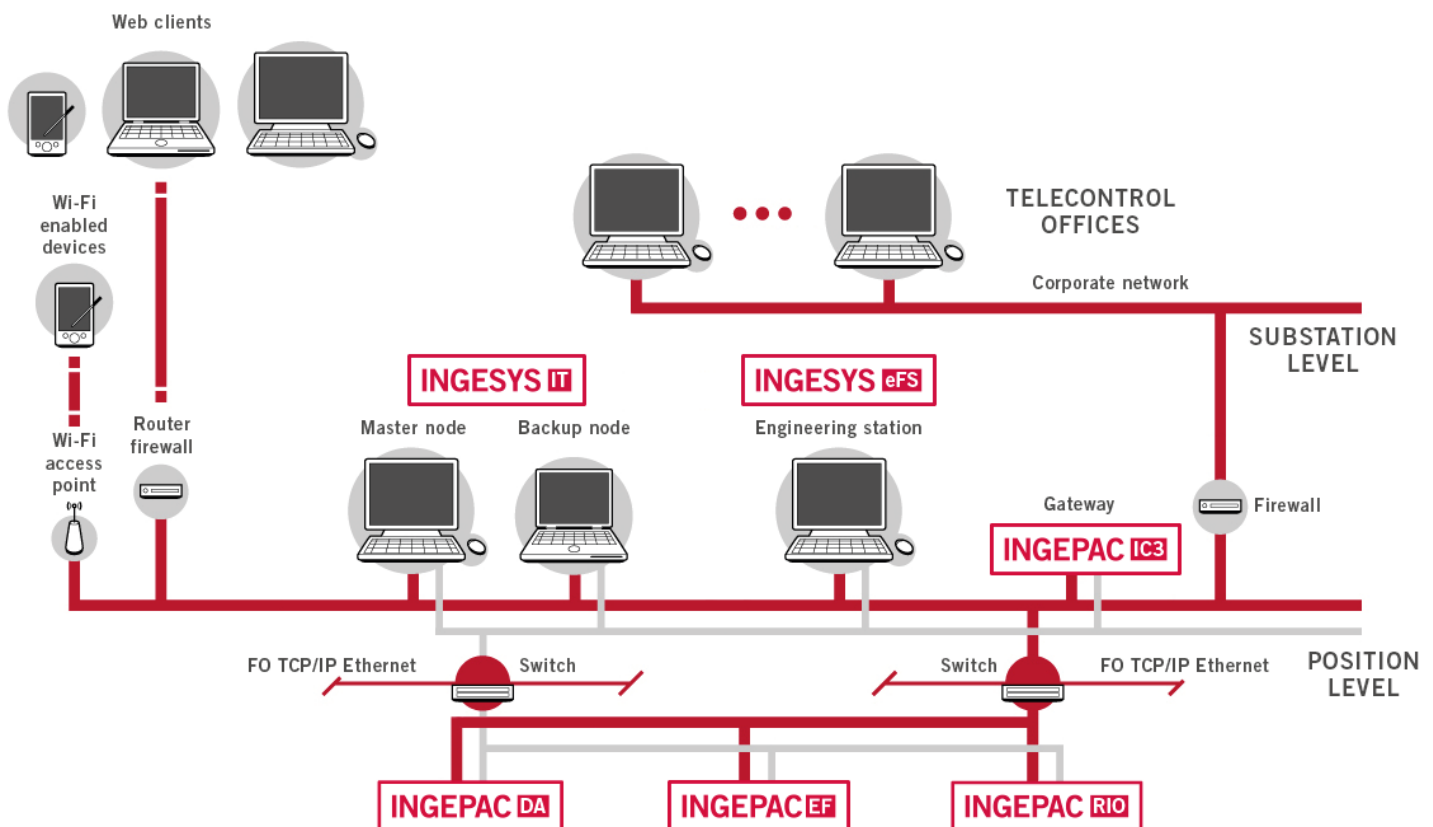 Web clients
TELECONTROL
OFFICES
Wi-Fi
enabled
devices
Corporate network
SUBSTATION
LEVEL
INGESYS IT
INGESYS eFS
Wi-Fi
access
point
Router
firewall
Master node
Backup node
Engineering station
Gateway
Firewall
INGEPAC IC3
FO TCP/IP Ethernet
Switch
Switch
FO TCP/IP Ethernet
POSITION
LEVEL
INGEPAC DA
INGEPAC EF
INGEPAC RIO